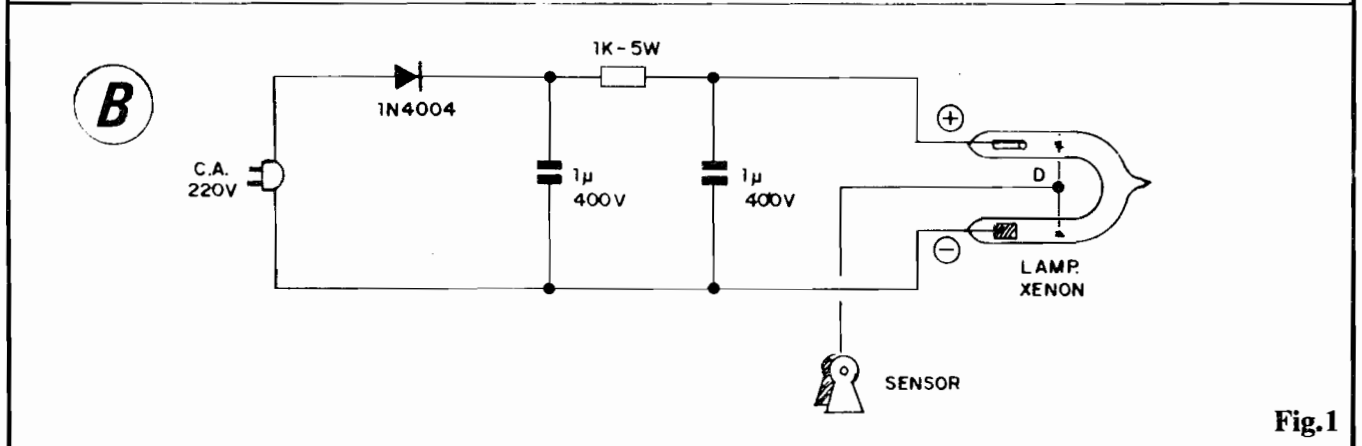 B
1K-5W
1N4004
C.A.
220V
1µ
400V
1µ
400V
+
D
−
LAMP.
XENON
SENSOR
Fig.1